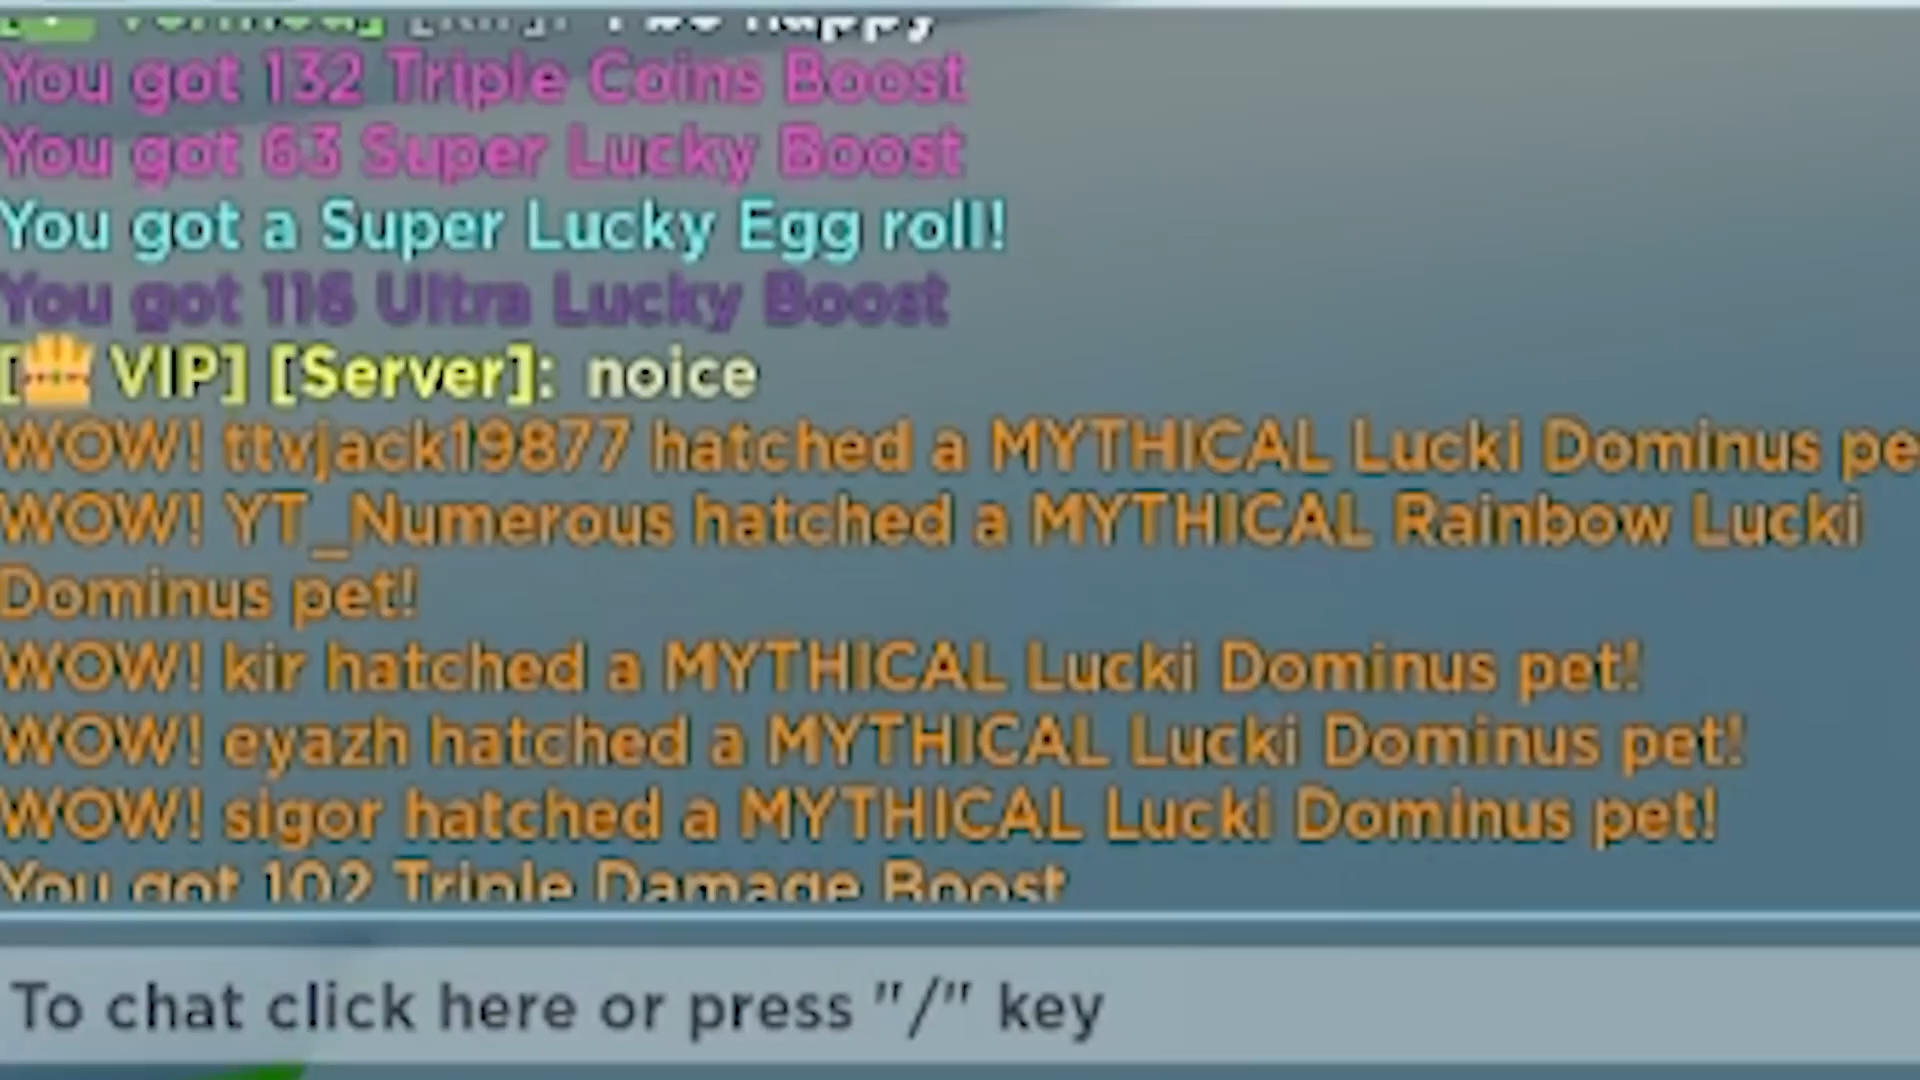 Verified] [kir]: I be happy
You got 132 Triple Coins Boost
You got 63 Super Lucky Boost
You got a Super Lucky Egg roll!
You got 116 Ultra Lucky Boost
[VIP] [Server]: noice
WOW! ttvjack19877 hatched a MYTHICAL Lucki Dominus pe
WOW! YT_Numerous hatched a MYTHICAL Rainbow Lucki
Dominus pet!
WOW! kir hatched a MYTHICAL Lucki Dominus pet!
WOW! eyazh hatched a MYTHICAL Lucki Dominus pet!
WOW! sigor hatched a MYTHICAL Lucki Dominus pet!
You got 102 Triple Damage Boost
To chat click here or press "/" key